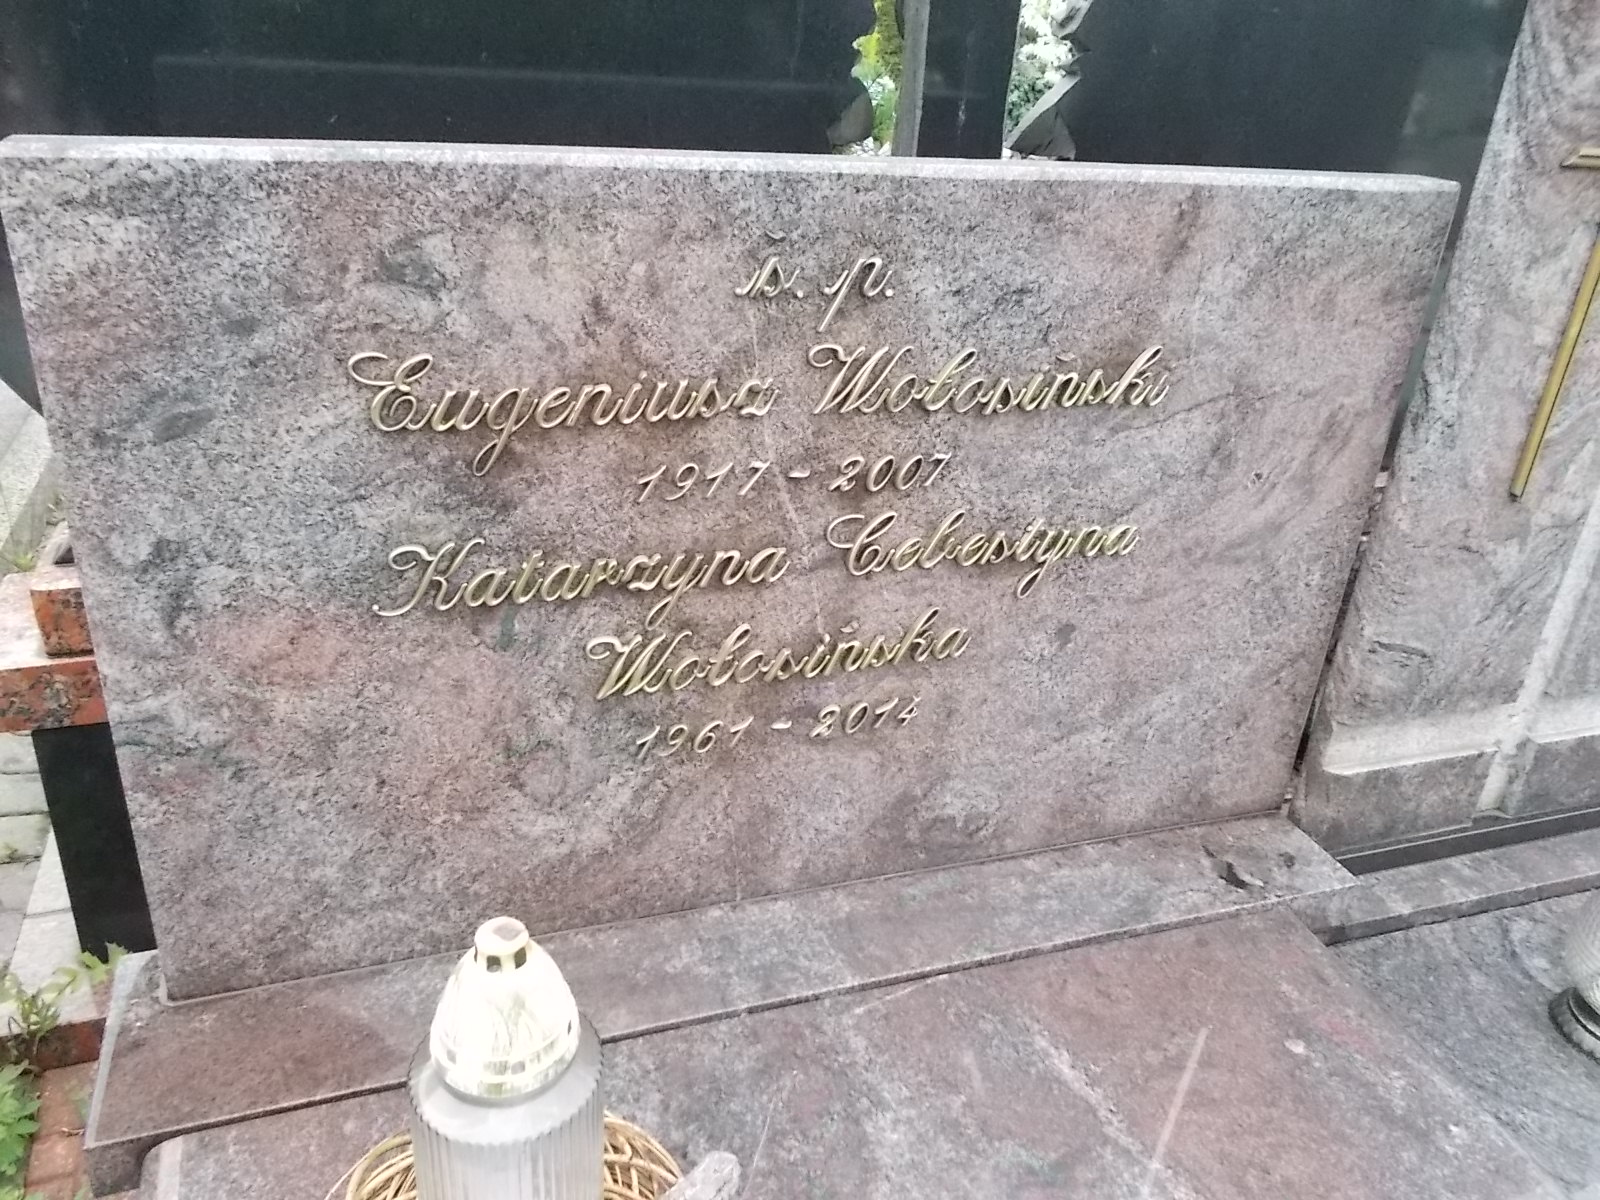 ś. p.
Eugeniusz Wołosiński
1917 - 2007
Katarzyna Celestyna
Wołosińska
1961 - 2014